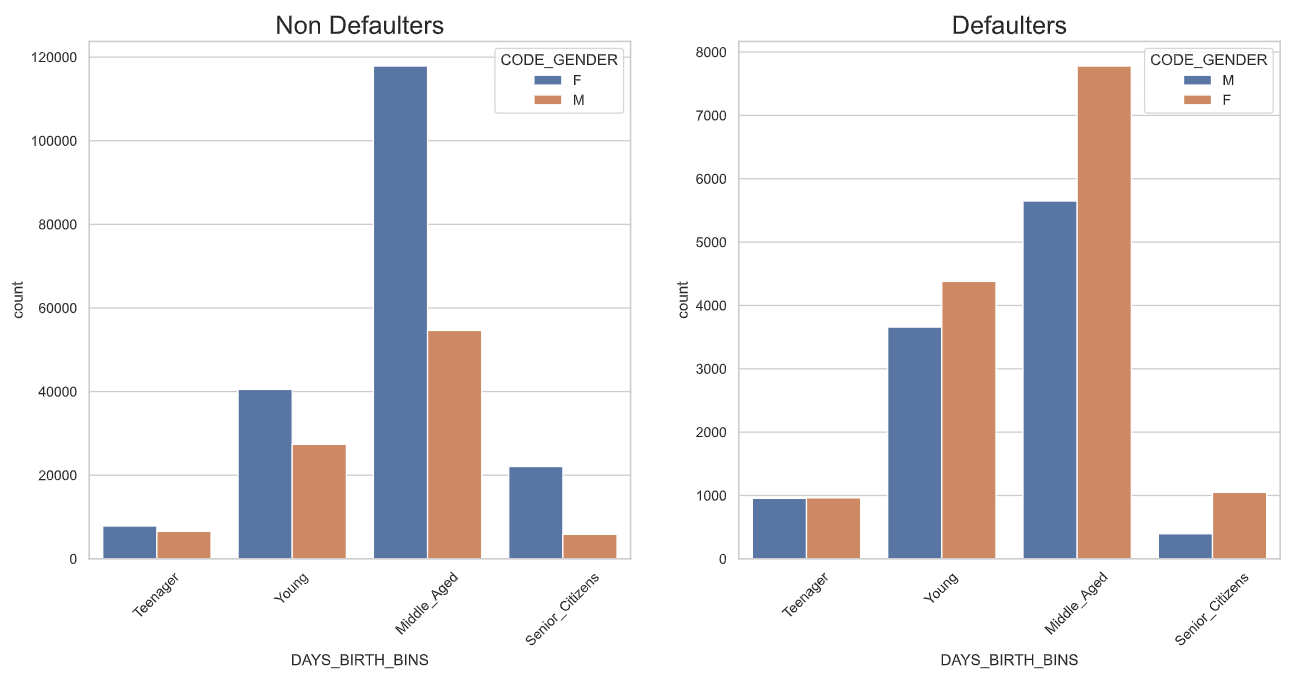 Non Defaulters
120000
100000
80000
60000
40000
20000
0
count
CODE_GENDER
F
M
Teenager
Young
Middle_Aged
Senior_Citizens
DAYS_BIRTH_BINS
Defaulters
8000
7000
6000
5000
4000
3000
2000
1000
0
count
CODE_GENDER
M
F
Teenager
Young
Middle_Aged
Senior_Citizens
DAYS_BIRTH_BINS